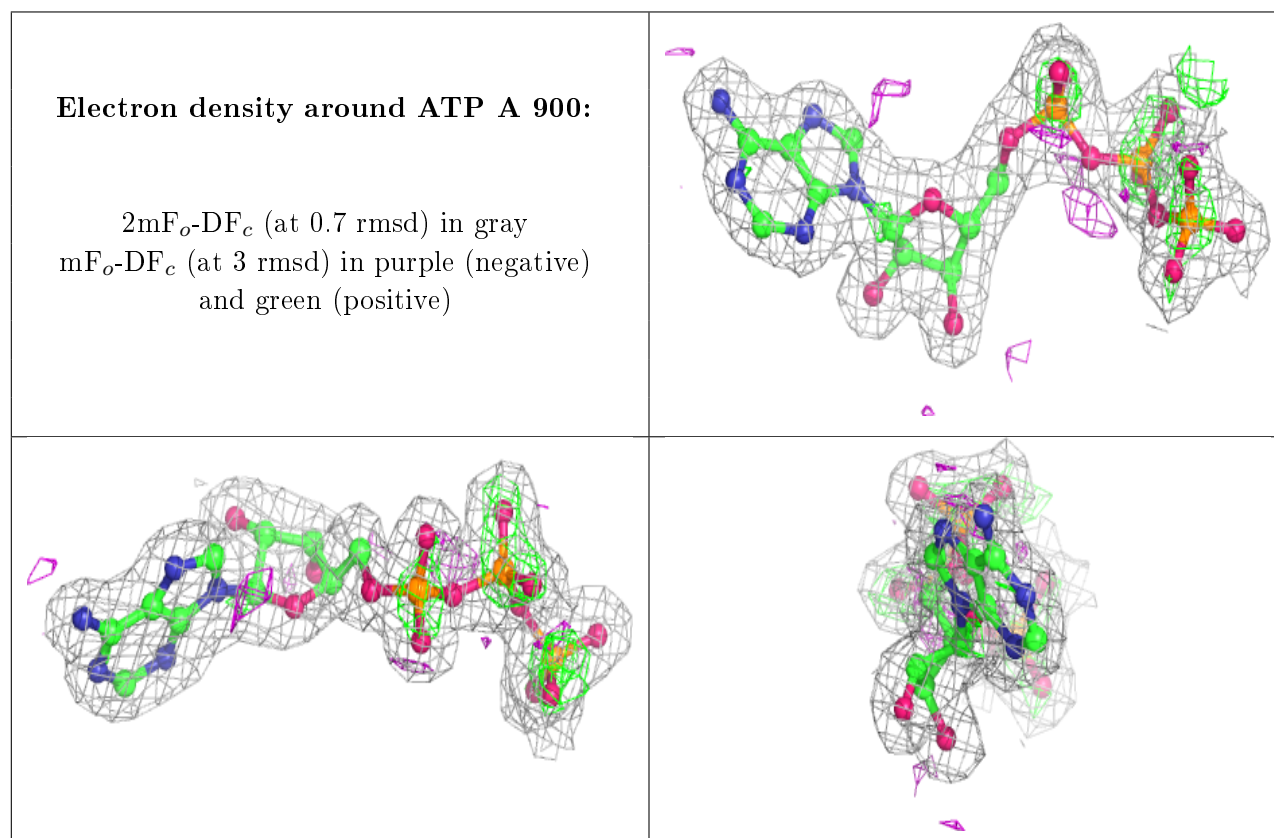 Electron density around ATP A 900:
2mFₒ-DF𝒸 (at 0.7 rmsd) in gray
mFₒ-DF𝒸 (at 3 rmsd) in purple (negative)
and green (positive)